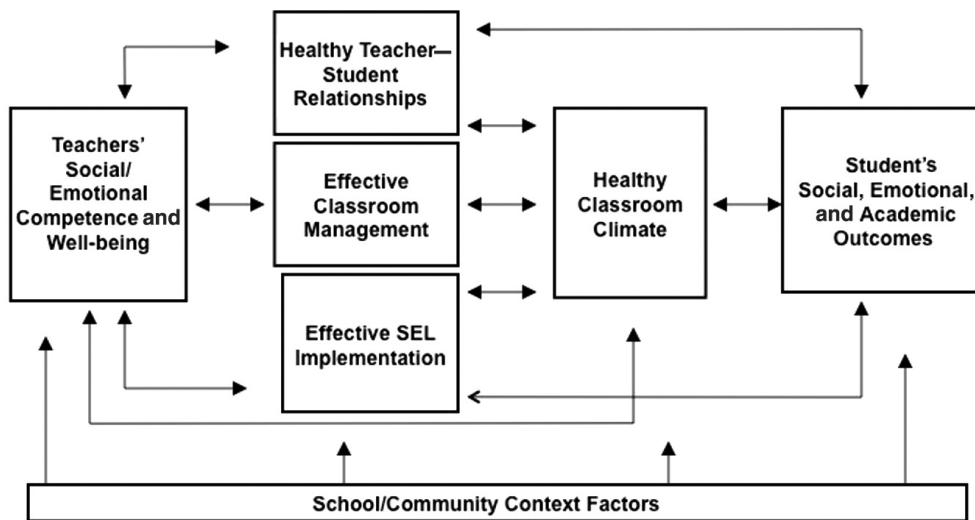 Healthy Teacher—
Student
Relationships
Teachers’
Social/
Emotional
Competence and
Well-being
Effective
Classroom
Management
Healthy
Classroom
Climate
Student’s
Social, Emotional,
and Academic
Outcomes
Effective SEL
Implementation
School/Community Context Factors